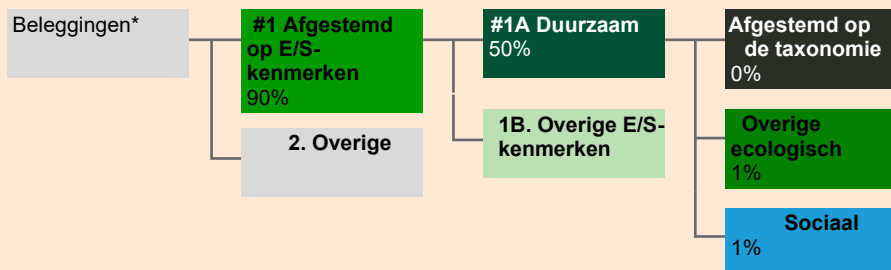 Beleggingen*
#1 Afgestemd
op E/S-
kenmerken
90%
2. Overige
#1A Duurzaam
50%
1B. Overige E/S-
kenmerken
Afgestemd op
de taxonomie
0%
Overige
ecologisch
1%
Sociaal
1%